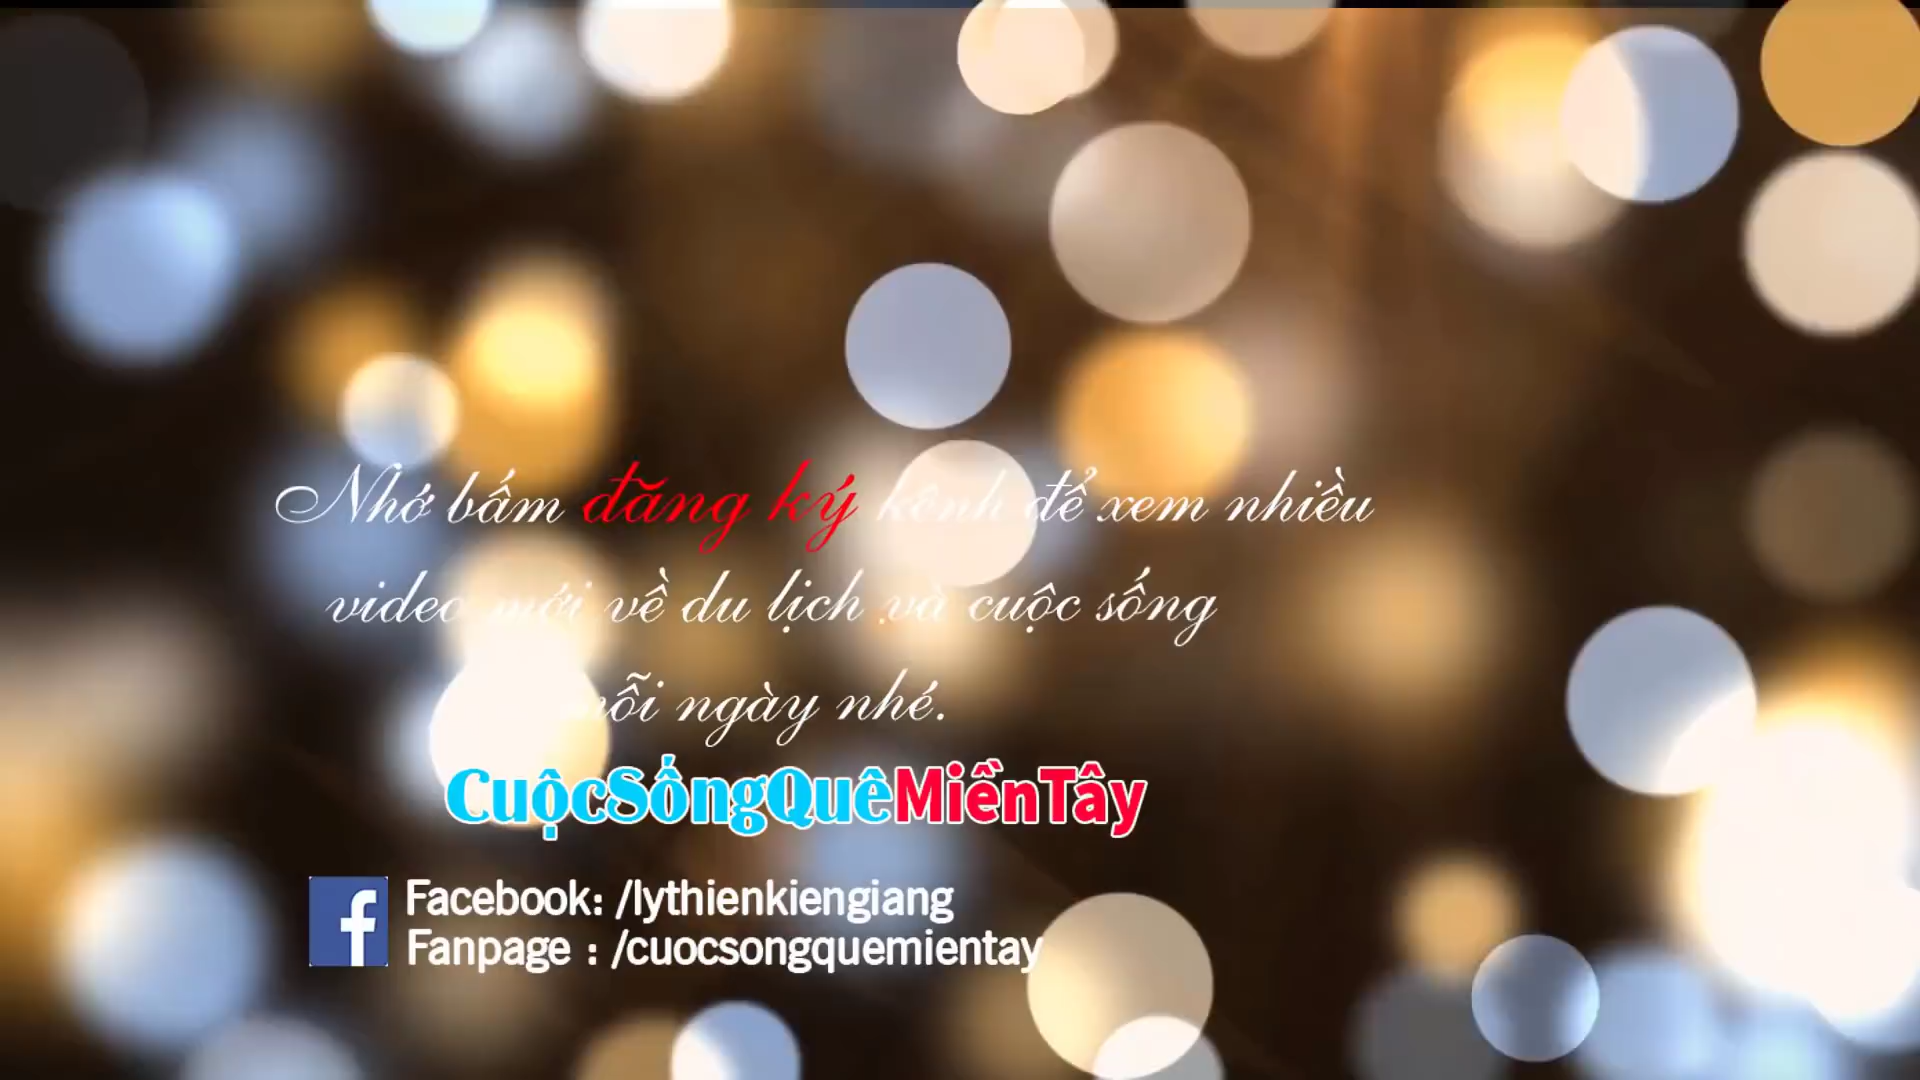 Nhớ bấm đăng ký kênh để xem nhiều
video mới về du lịch và cuộc sống
mỗi ngày nhé.
CuộcSốngQuêMiềnTây
Facebook: /lythienkiengiang
Fanpage : /cuocsongquemientay